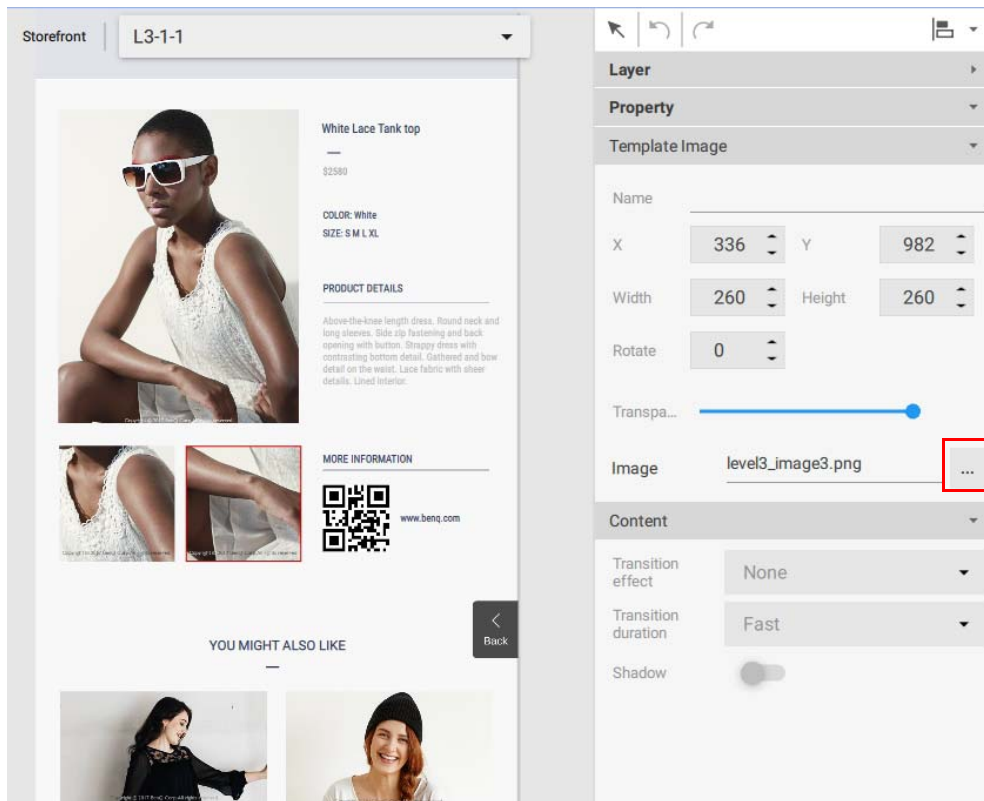 Storefront
L3-1-1
White Lace Tank top
$2580
COLOR: White
SIZE: S M L XL
PRODUCT DETAILS
Above-the-knee length dress. Round neck and
long sleeves. Side zip fastening and back
opening with button. Strappy dress with
contrasting bottom detail. Gathered and bow
detail on the waist. Lace fabric with sheer
details. Lined interior.
MORE INFORMATION
www.benq.com
Back
YOU MIGHT ALSO LIKE
Layer
Property
Template Image
Name
X
336
Y
982
Width
260
Height
260
Rotate
0
Transpa...
Image
level3_image3.png
...
Content
Transition
effect
None
Transition
duration
Fast
Shadow